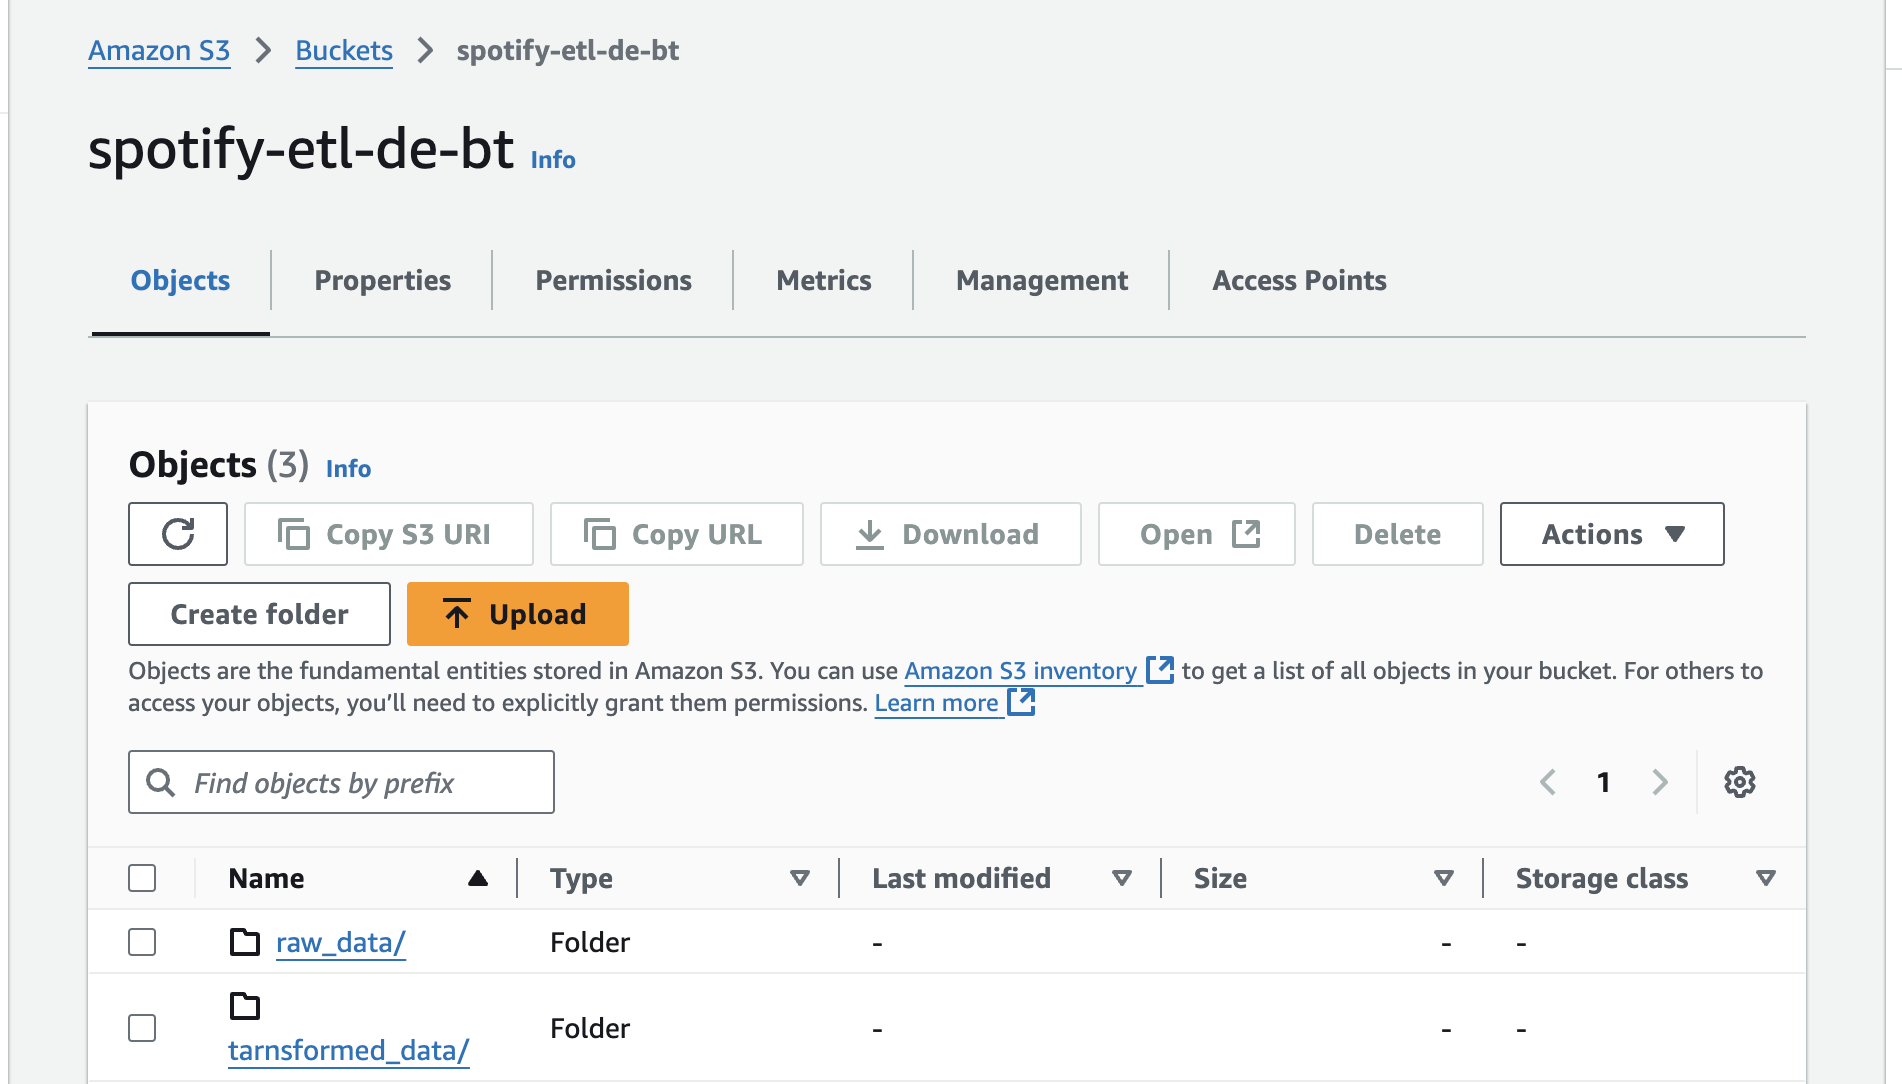 Amazon S3 > Buckets > spotify-etl-de-bt
spotify-etl-de-bt Info
Objects Properties Permissions Metrics Management Access Points
Objects (3) Info
Copy S3 URI Copy URL Download Open Delete Actions
Create folder Upload
Objects are the fundamental entities stored in Amazon S3. You can use Amazon S3 inventory to get a list of all objects in your bucket. For others to
access your objects, you’ll need to explicitly grant them permissions. Learn more
Find objects by prefix 1
Name Type Last modified Size Storage class
raw_data/ Folder - - -
tarnsformed_data/ Folder - - -